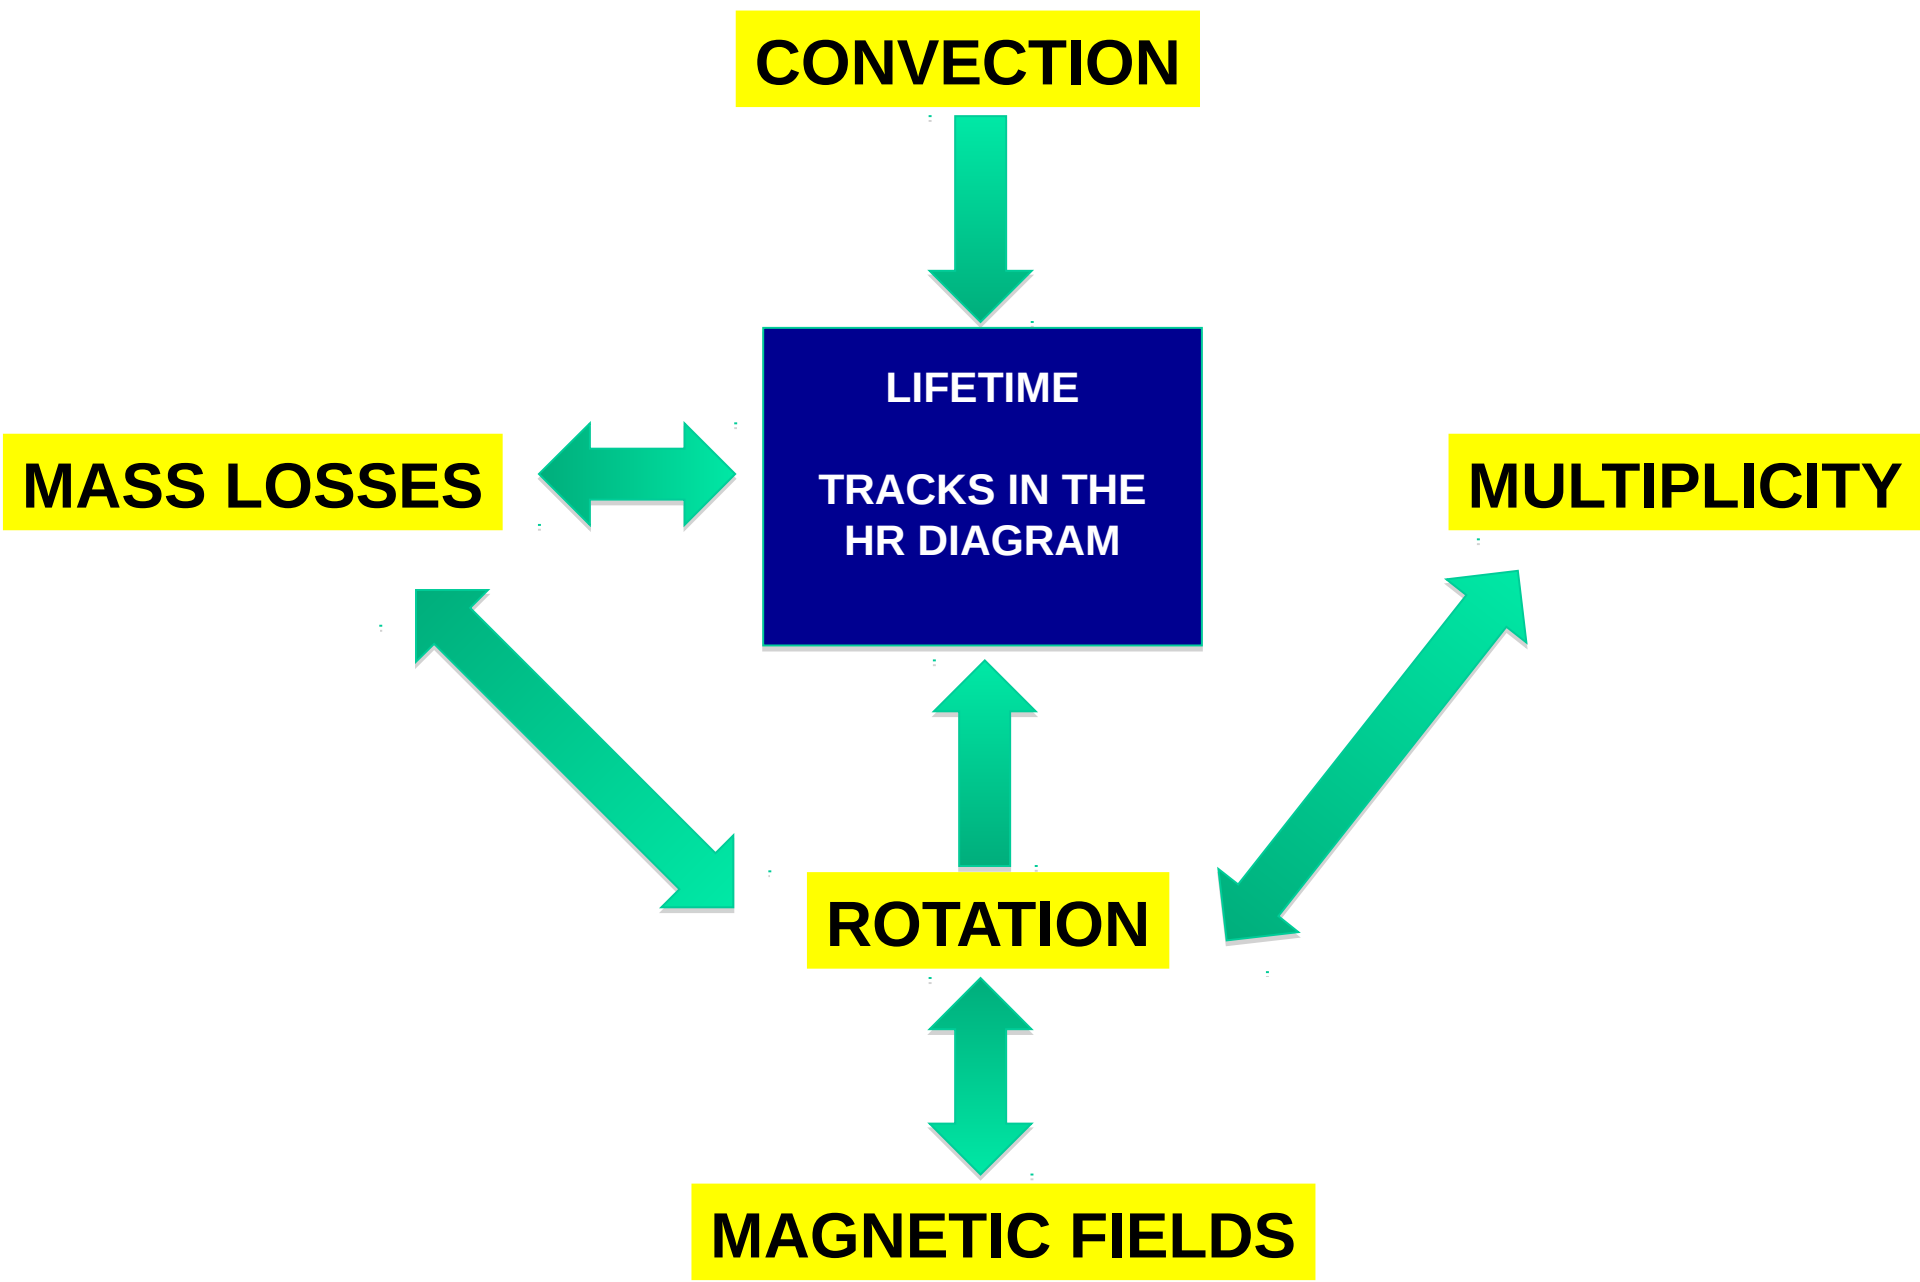 CONVECTION
LIFETIME
TRACKS IN THE
HR DIAGRAM
MASS LOSSES
MULTIPLICITY
ROTATION
MAGNETIC FIELDS